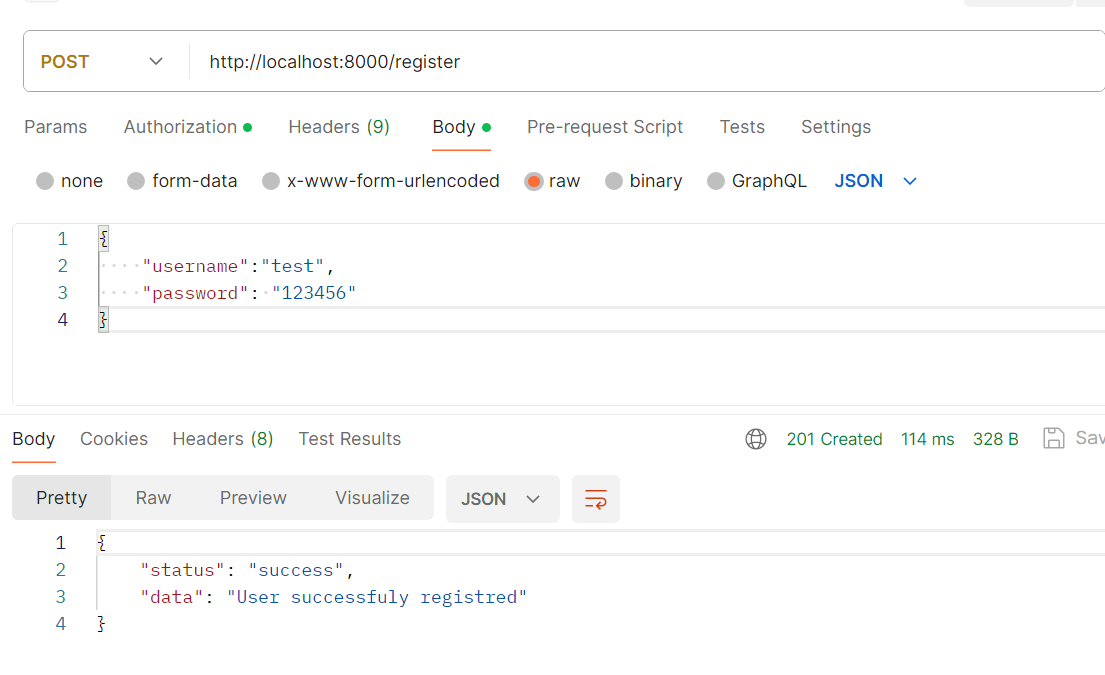 POST http://localhost:8000/register
Params Authorization Headers (9) Body Pre-request Script Tests Settings
none form-data x-www-form-urlencoded raw binary GraphQL JSON
1 {
2 ····"username":"test",
3 ····"password":·"123456"
4 }
Body Cookies Headers (8) Test Results 201 Created 114 ms 328 B Sav
Pretty Raw Preview Visualize JSON
1 {
2 "status": "success",
3 "data": "User successfuly registred"
4 }